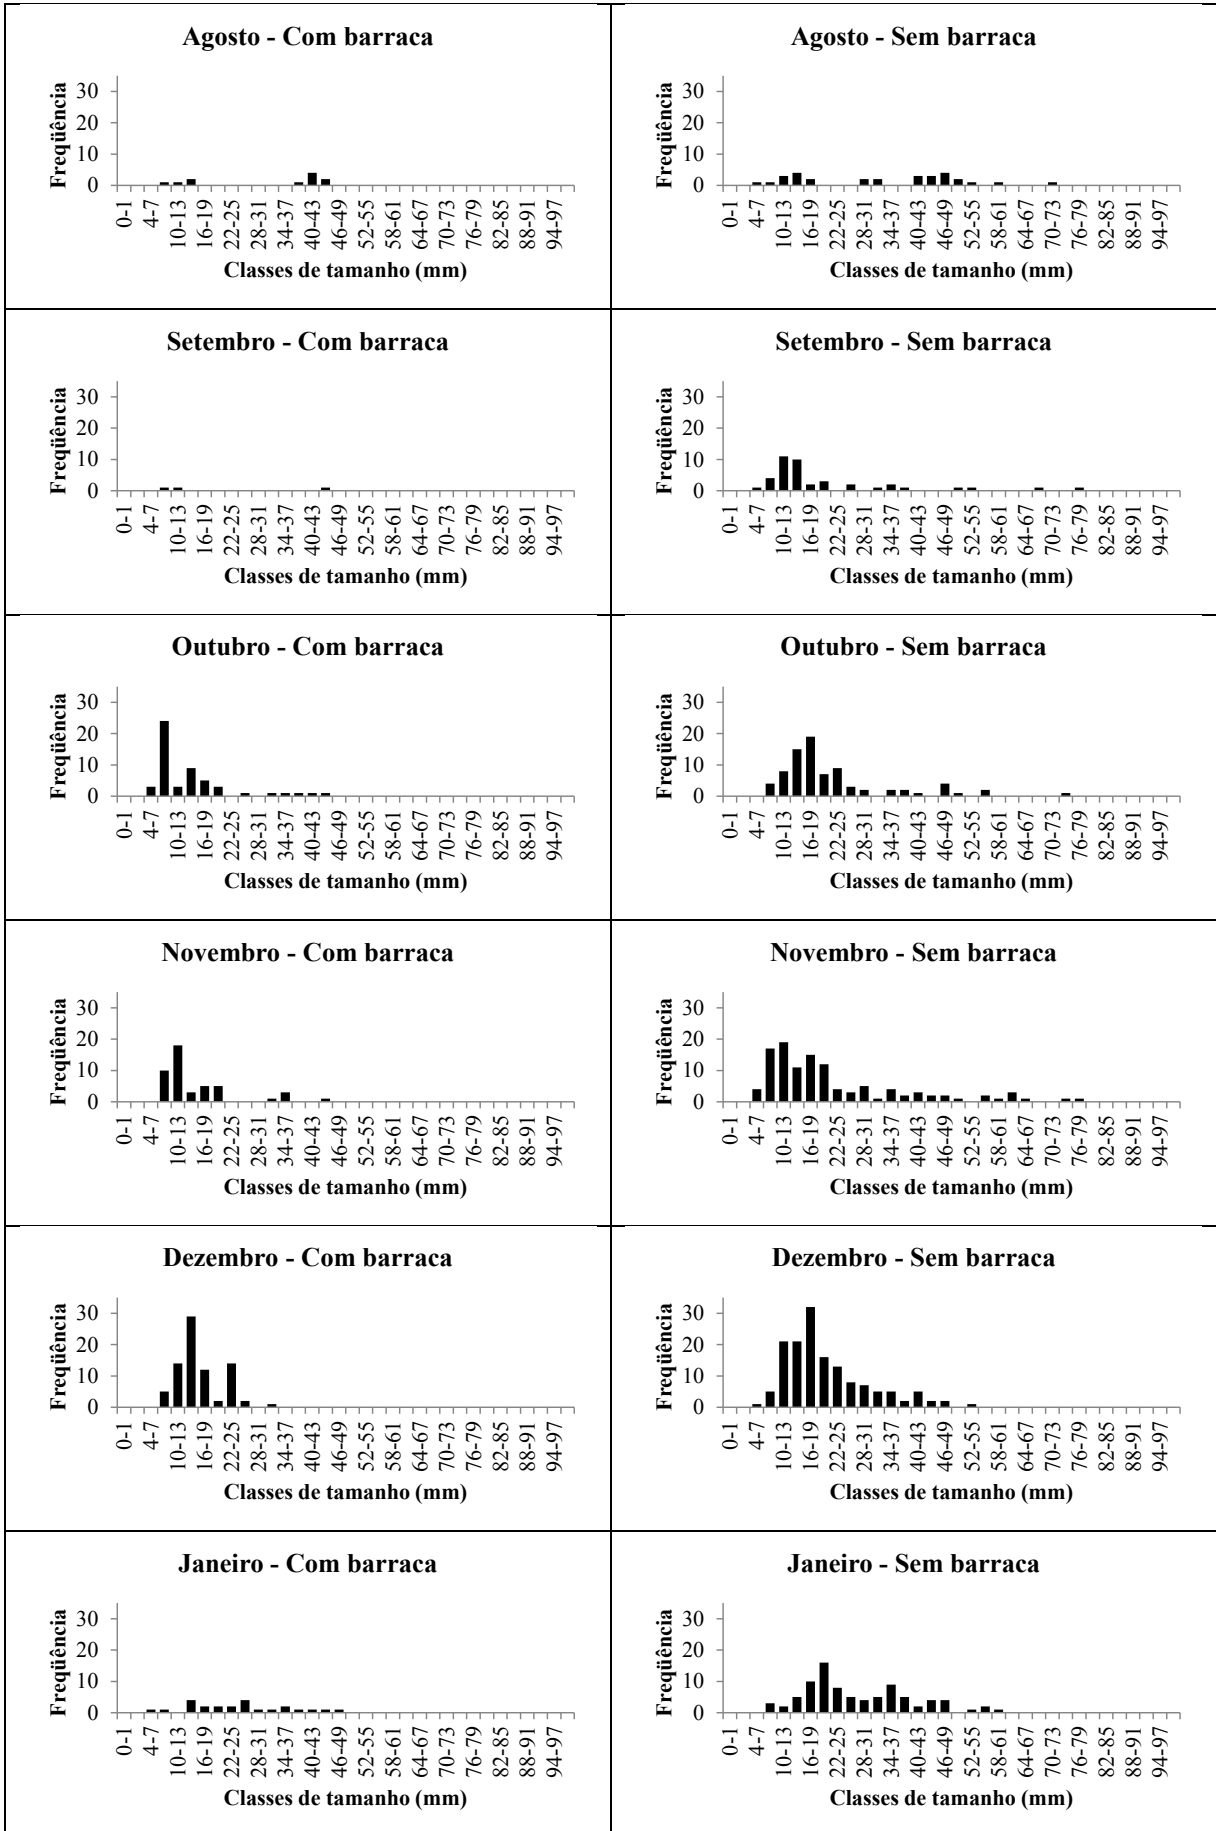 Agosto - Com barraca
Freqüência
30
20
10
0
0-1 4-7 10-13 16-19 22-25 28-31 34-37 40-43 46-49 52-55 58-61 64-67 70-73 76-79 82-85 88-91 94-97
Classes de tamanho (mm)
Agosto - Sem barraca
Freqüência
30
20
10
0
0-1 4-7 10-13 16-19 22-25 28-31 34-37 40-43 46-49 52-55 58-61 64-67 70-73 76-79 82-85 88-91 94-97
Classes de tamanho (mm)
Setembro - Com barraca
Freqüência
30
20
10
0
0-1 4-7 10-13 16-19 22-25 28-31 34-37 40-43 46-49 52-55 58-61 64-67 70-73 76-79 82-85 88-91 94-97
Classes de tamanho (mm)
Setembro - Sem barraca
Freqüência
30
20
10
0
0-1 4-7 10-13 16-19 22-25 28-31 34-37 40-43 46-49 52-55 58-61 64-67 70-73 76-79 82-85 88-91 94-97
Classes de tamanho (mm)
Outubro - Com barraca
Freqüência
30
20
10
0
0-1 4-7 10-13 16-19 22-25 28-31 34-37 40-43 46-49 52-55 58-61 64-67 70-73 76-79 82-85 88-91 94-97
Classes de tamanho (mm)
Outubro - Sem barraca
Freqüência
30
20
10
0
0-1 4-7 10-13 16-19 22-25 28-31 34-37 40-43 46-49 52-55 58-61 64-67 70-73 76-79 82-85 88-91 94-97
Classes de tamanho (mm)
Novembro - Com barraca
Freqüência
30
20
10
0
0-1 4-7 10-13 16-19 22-25 28-31 34-37 40-43 46-49 52-55 58-61 64-67 70-73 76-79 82-85 88-91 94-97
Classes de tamanho (mm)
Novembro - Sem barraca
Freqüência
30
20
10
0
0-1 4-7 10-13 16-19 22-25 28-31 34-37 40-43 46-49 52-55 58-61 64-67 70-73 76-79 82-85 88-91 94-97
Classes de tamanho (mm)
Dezembro - Com barraca
Freqüência
30
20
10
0
0-1 4-7 10-13 16-19 22-25 28-31 34-37 40-43 46-49 52-55 58-61 64-67 70-73 76-79 82-85 88-91 94-97
Classes de tamanho (mm)
Dezembro - Sem barraca
Freqüência
30
20
10
0
0-1 4-7 10-13 16-19 22-25 28-31 34-37 40-43 46-49 52-55 58-61 64-67 70-73 76-79 82-85 88-91 94-97
Classes de tamanho (mm)
Janeiro - Com barraca
Freqüência
30
20
10
0
0-1 4-7 10-13 16-19 22-25 28-31 34-37 40-43 46-49 52-55 58-61 64-67 70-73 76-79 82-85 88-91 94-97
Classes de tamanho (mm)
Janeiro - Sem barraca
Freqüência
30
20
10
0
0-1 4-7 10-13 16-19 22-25 28-31 34-37 40-43 46-49 52-55 58-61 64-67 70-73 76-79 82-85 88-91 94-97
Classes de tamanho (mm)